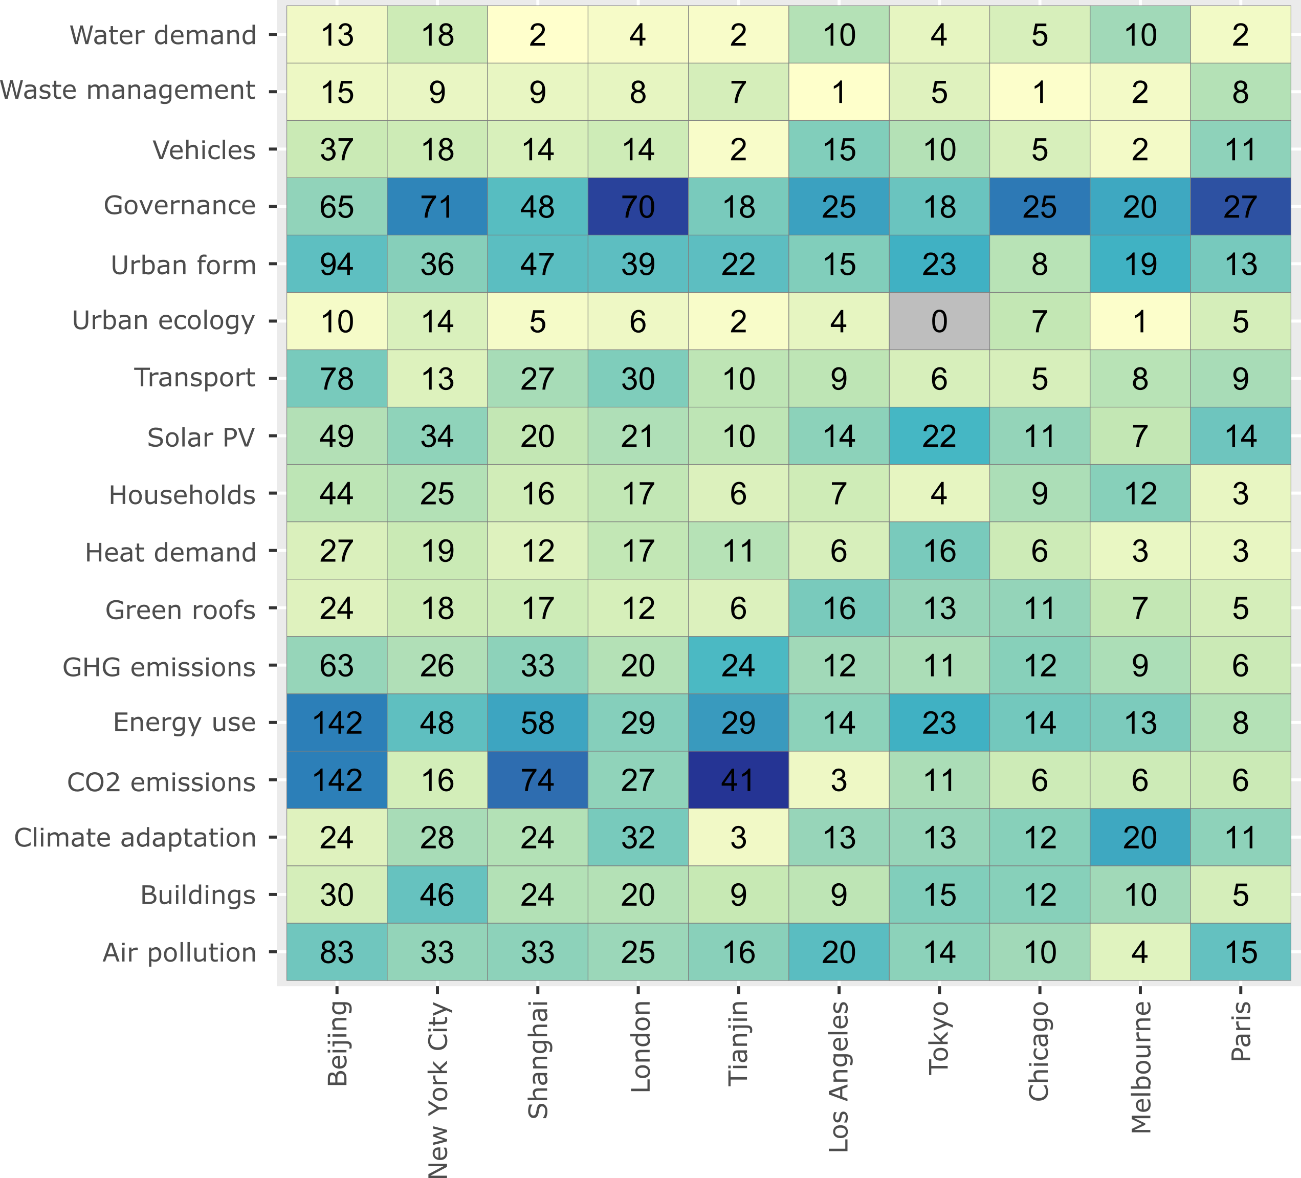 Water demand 13 18 2 4 2 10 4 5 10 2
Waste management 15 9 9 8 7 1 5 1 2 8
Vehicles 37 18 14 14 2 15 10 5 2 11
Governance 65 71 48 70 18 25 18 25 20 27
Urban form 94 36 47 39 22 15 23 8 19 13
Urban ecology 10 14 5 6 2 4 0 7 1 5
Transport 78 13 27 30 10 9 6 5 8 9
Solar PV 49 34 20 21 10 14 22 11 7 14
Households 44 25 16 17 6 7 4 9 12 3
Heat demand 27 19 12 17 11 6 16 6 3 3
Green roofs 24 18 17 12 6 16 13 11 7 5
GHG emissions 63 26 33 20 24 12 11 12 9 6
Energy use 142 48 58 29 29 14 23 14 13 8
CO2 emissions 142 16 74 27 41 3 11 6 6 6
Climate adaptation 24 28 24 32 3 13 13 12 20 11
Buildings 30 46 24 20 9 9 15 12 10 5
Air pollution 83 33 33 25 16 20 14 10 4 15
Beijing
New York City
Shanghai
London
Tianjin
Los Angeles
Tokyo
Chicago
Melbourne
Paris